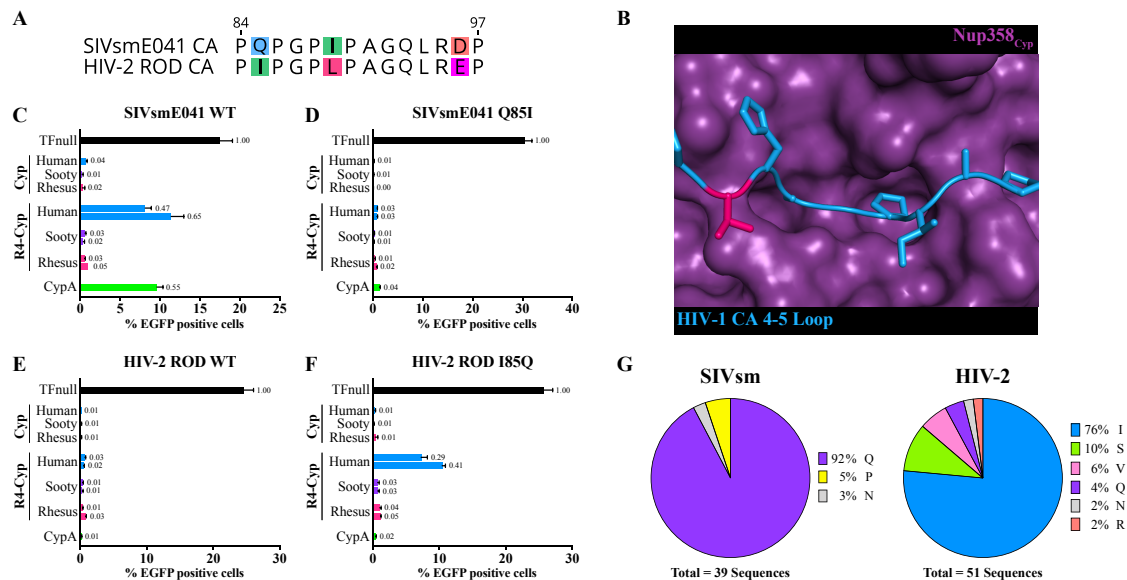 A
84 97
SIVsmE041 CA P Q P G P I P A G Q L R D P
HIV-2 ROD CA P I P G P L P A G Q L R E P
B
Nup358Cyp
HIV-1 CA 4-5 Loop
C
SIVsmE041 WT
TFnull 1.00
Cyp
Human 0.04
Sooty 0.01
Rhesus 0.02
R4-Cyp
Human 0.47
0.65
Sooty 0.03
0.02
Rhesus 0.03
0.05
CypA 0.55
0 5 10 15 20 25
% EGFP positive cells
D
SIVsmE041 Q85I
TFnull 1.00
Cyp
Human 0.01
Sooty 0.01
Rhesus 0.00
R4-Cyp
Human 0.03
0.03
Sooty 0.01
0.01
Rhesus 0.01
0.02
CypA 0.04
0 10 20 30 40
% EGFP positive cells
E
HIV-2 ROD WT
TFnull 1.00
Cyp
Human 0.01
Sooty 0.01
Rhesus 0.01
R4-Cyp
Human 0.03
0.02
Sooty 0.01
0.01
Rhesus 0.01
0.03
CypA 0.01
0 10 20 30
% EGFP positive cells
F
HIV-2 ROD I85Q
TFnull 1.00
Cyp
Human 0.01
Sooty 0.01
Rhesus 0.01
R4-Cyp
Human 0.29
0.41
Sooty 0.03
0.03
Rhesus 0.04
0.05
CypA 0.02
0 10 20 30
% EGFP positive cells
G
SIVsm
92% Q
5% P
3% N
Total = 39 Sequences
HIV-2
76% I
10% S
6% V
4% Q
2% N
2% R
Total = 51 Sequences